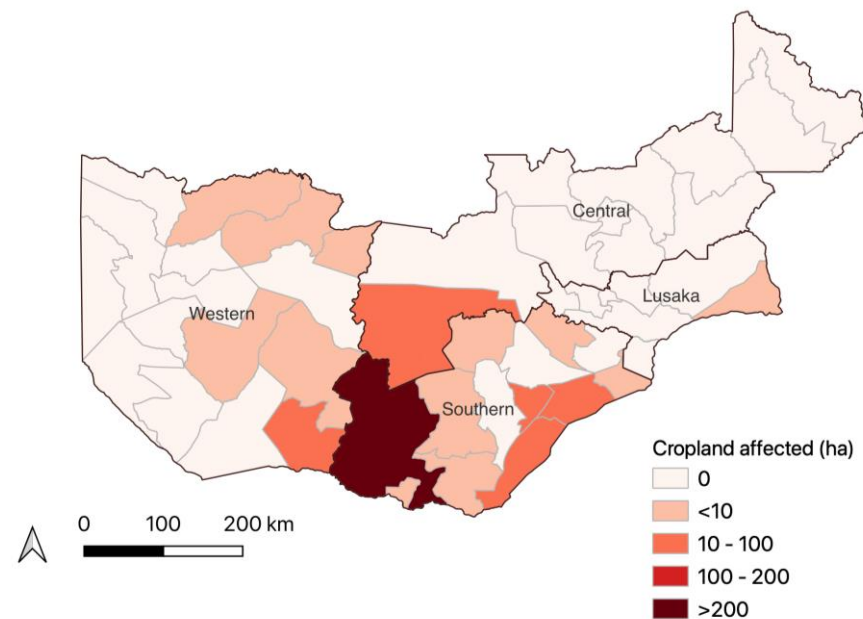 Central
Lusaka
Western
Southern
0 100 200 km
Cropland affected (ha)
0
<10
10 - 100
100 - 200
>200